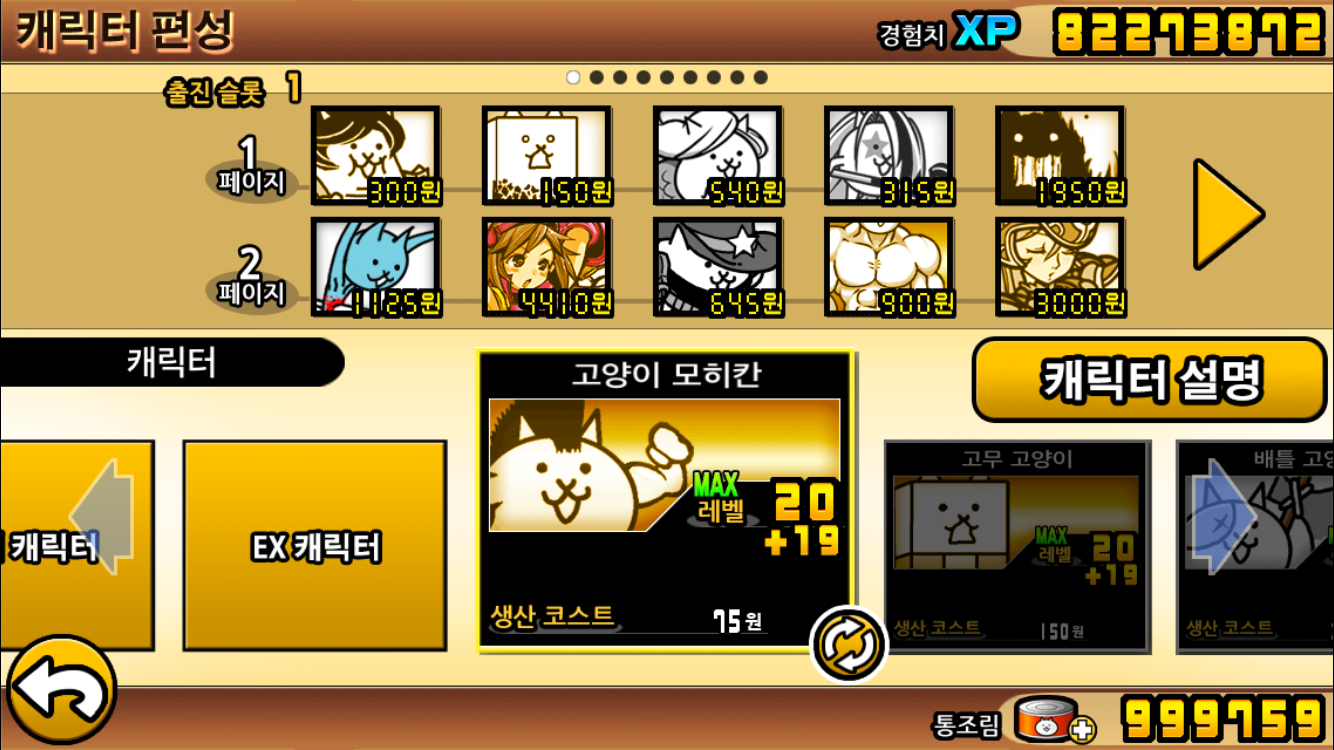 캐릭터 편성
경험치 XP 82273872
출진 슬롯 1
1 페이지
300원 150원 540원 315원 1950원
2 페이지
1125원 4410원 645원 900원 3000원
캐릭터
캐릭터 설명
캐릭터
EX 캐릭터
고양이 모히칸
MAX 레벨 20 +19
생산 코스트 75원
고무 고양이
MAX 레벨 20 +19
생산 코스트 150원
배틀
생산 코스트
통조림 999759